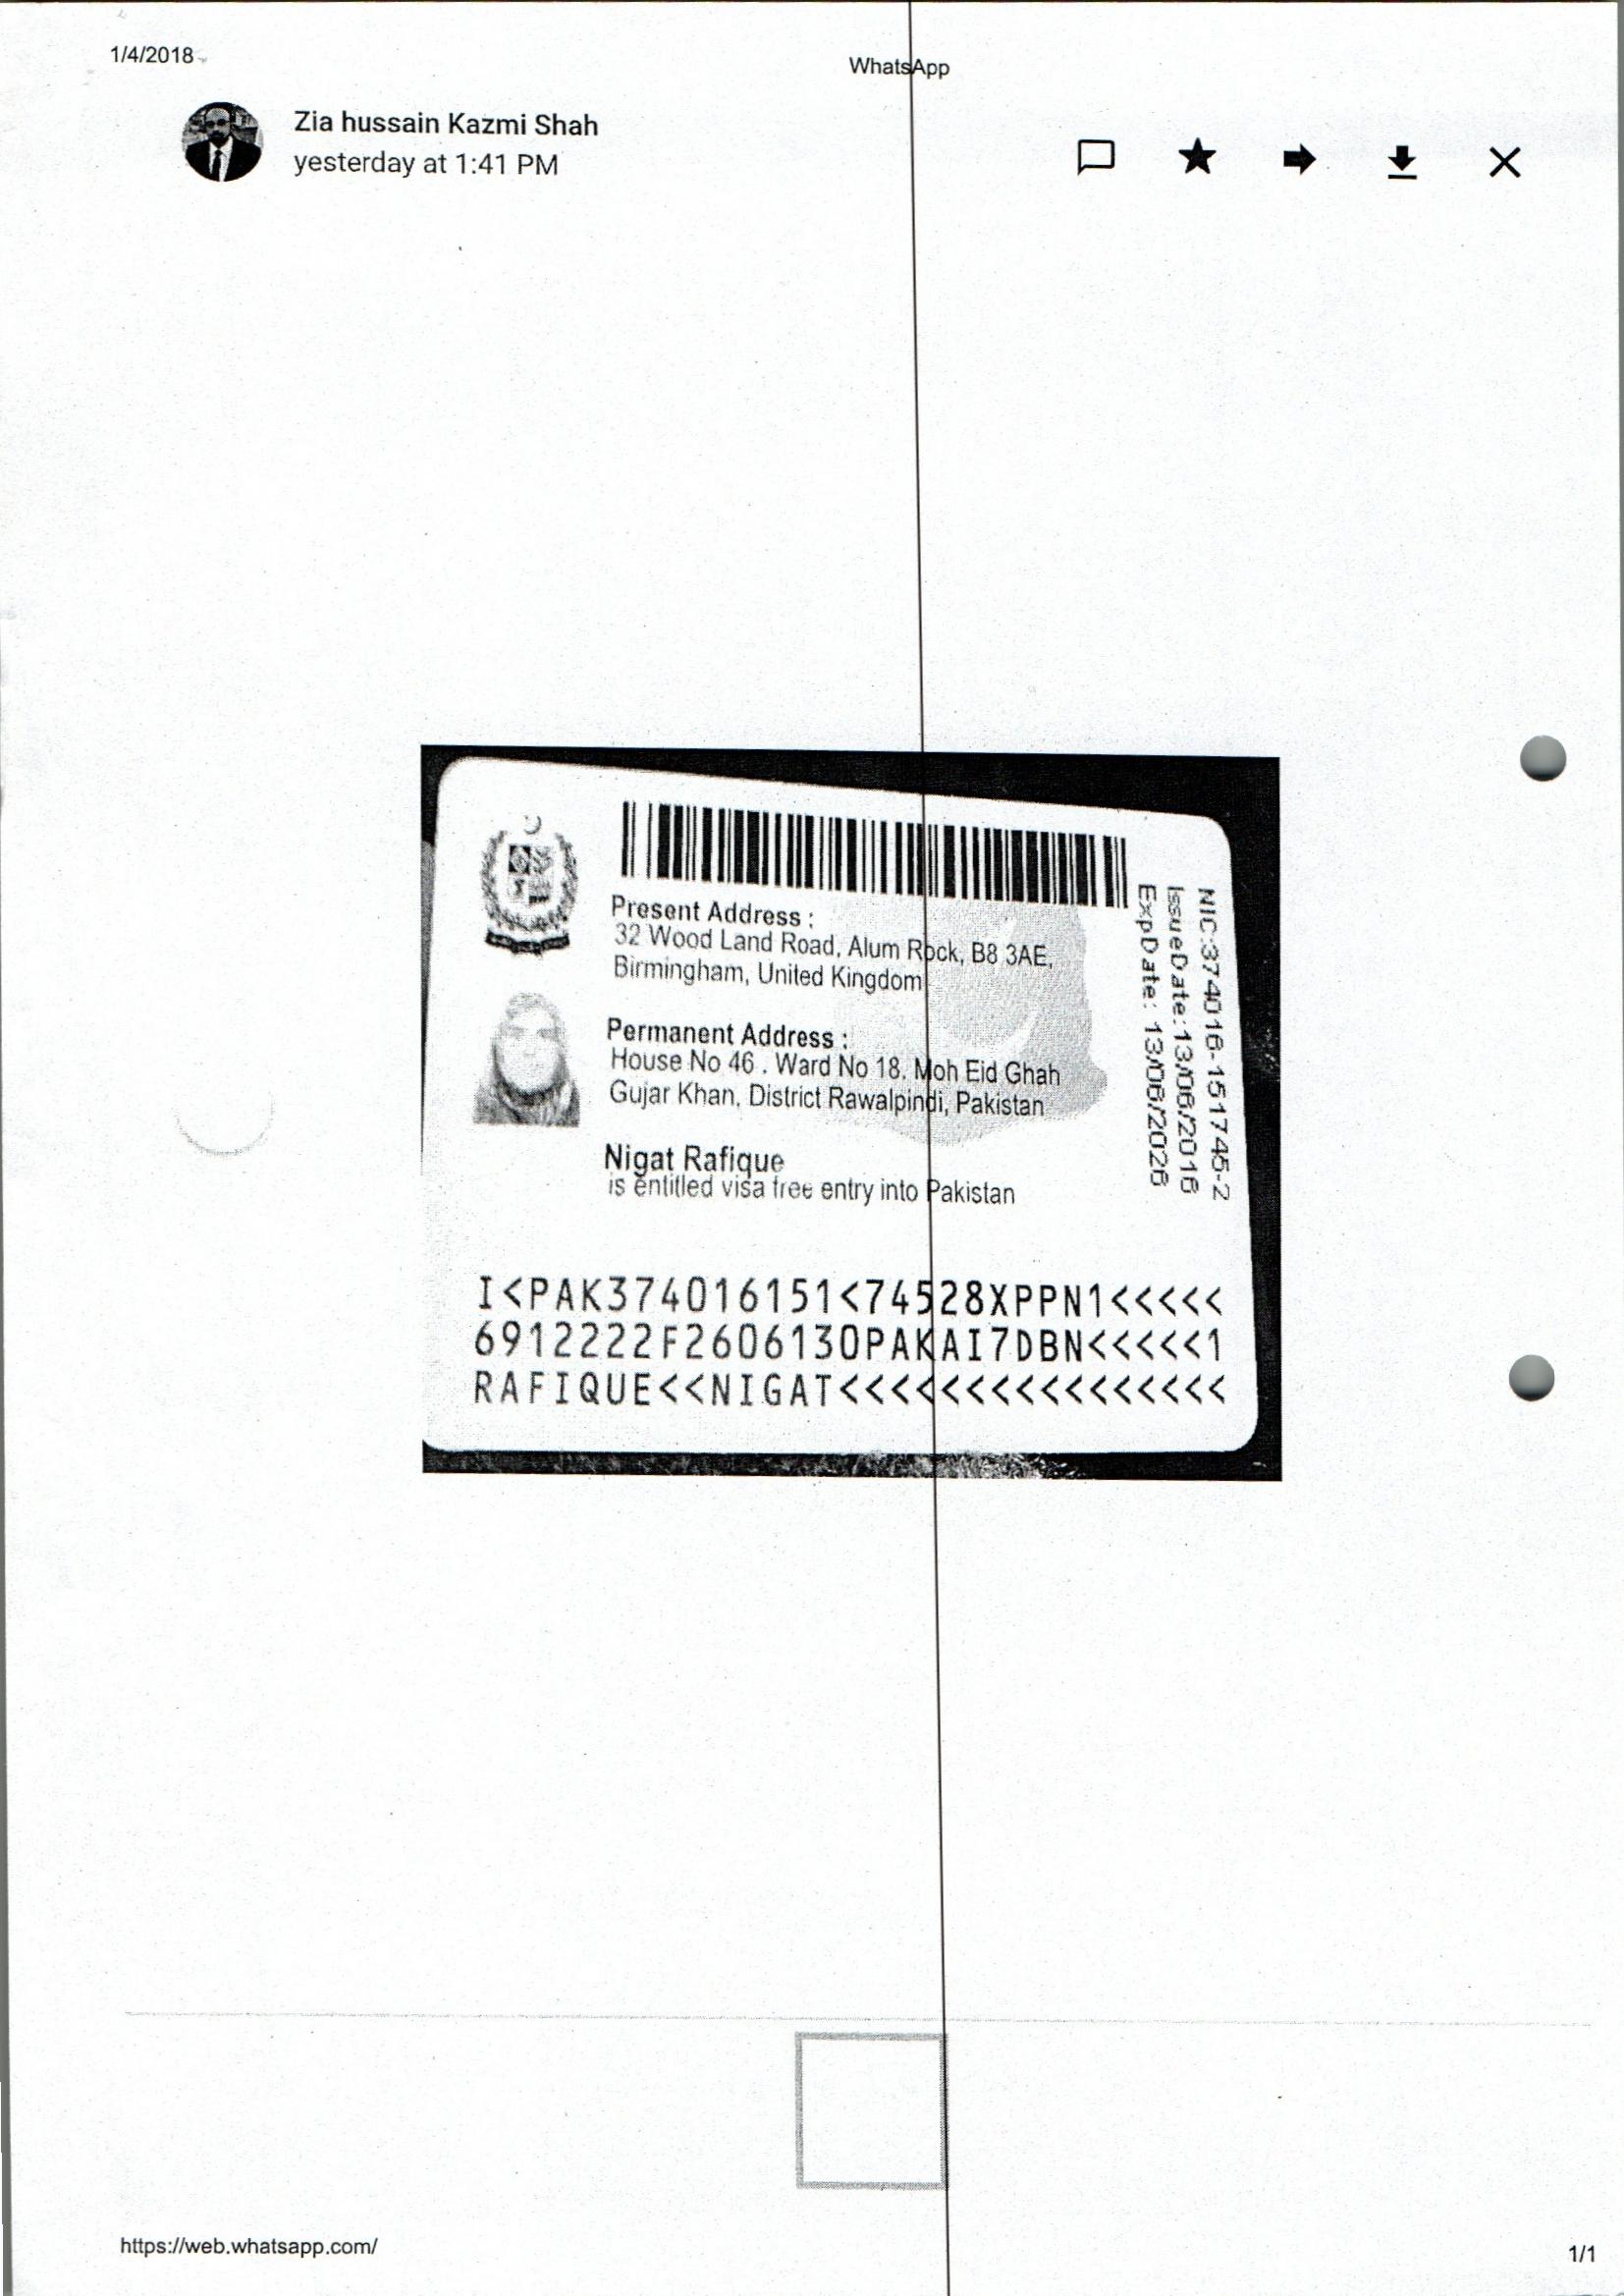 1/4/2018
WhatsApp
Zia hussain Kazmi Shah
yesterday at 1:41 PM
Present Address :
32 Wood Land Road, Alum Rock, B8 3AE,
Birmingham, United Kingdom
Permanent Address :
House No 46 . Ward No 18. Moh Eid Ghah
Gujar Khan, District Rawalpindi, Pakistan
Nigat Rafique
is entitled visa free entry into Pakistan
NIC:374016-151745-2
IssueDate:13/06/2016
ExpDate: 13/06/2026
I<PAK374016151<74528XPPN1<<<<<
6912222F2606130PAKAI7DBN<<<<<1
RAFIQUE<<NIGAT<<<<<<<<<<<<<<<<
https://web.whatsapp.com/
1/1